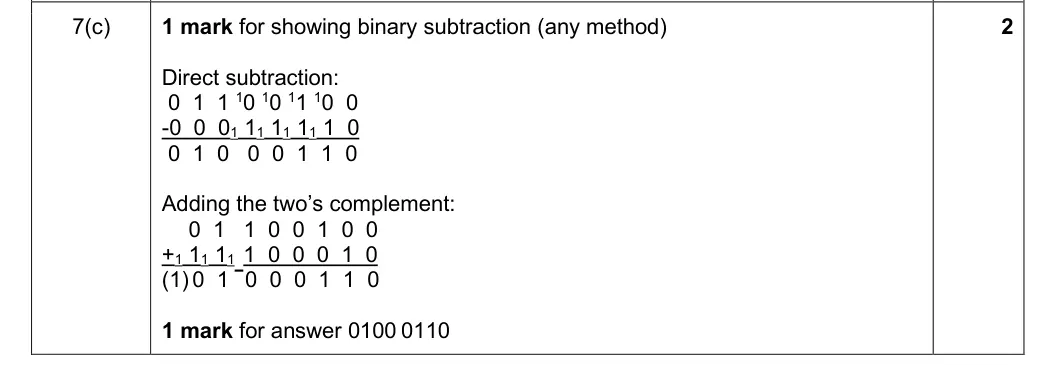 7(c) 1 mark for showing binary subtraction (any method) 2
Direct subtraction:
0 1 1 ¹0 ¹0 ¹1 ¹0 0
-0 0 0₁ 1₁ 1₁ 1₁ 1 0
0 1 0 0 0 1 1 0
Adding the two’s complement:
0 1 1 0 0 1 0 0
+₁ 1₁ 1₁ 1 0 0 0 1 0
(1)0 1 0 0 0 1 1 0
1 mark for answer 0100 0110